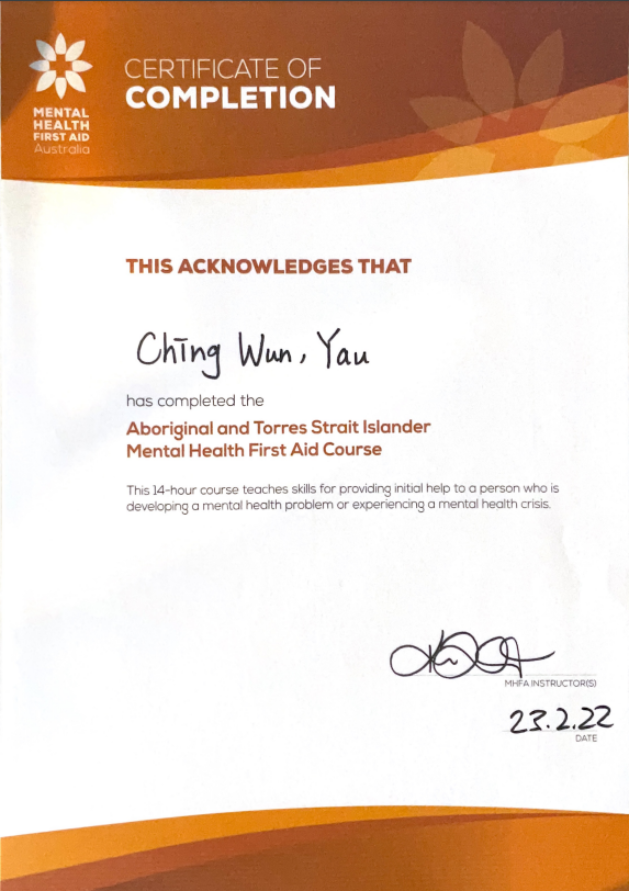 MENTAL
HEALTH
FIRST AID
Australia
CERTIFICATE OF
COMPLETION
THIS ACKNOWLEDGES THAT
Ching Wun, Yau
has completed the
Aboriginal and Torres Strait Islander
Mental Health First Aid Course
This 14-hour course teaches skills for providing initial help to a person who is
developing a mental health problem or experiencing a mental health crisis.
MHFA INSTRUCTOR(S)
23.2.22
DATE